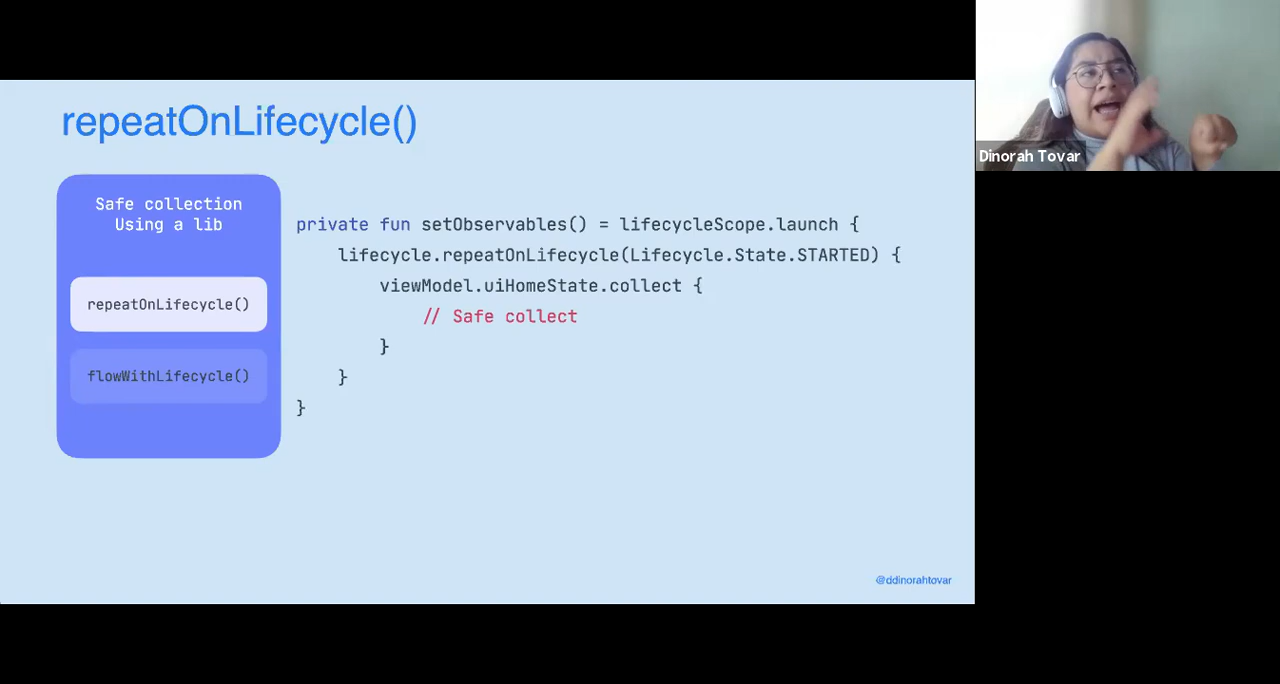 repeatOnLifecycle()
Safe collection
Using a lib
repeatOnLifecycle()
flowWithLifecycle()
private fun setObservables() = lifecycleScope.launch {
    lifecycle.repeatOnLifecycle(Lifecycle.State.STARTED) {
        viewModel.uiHomeState.collect {
            // Safe collect
        }
    }
}
@ddinorahtovar
Dinorah Tovar